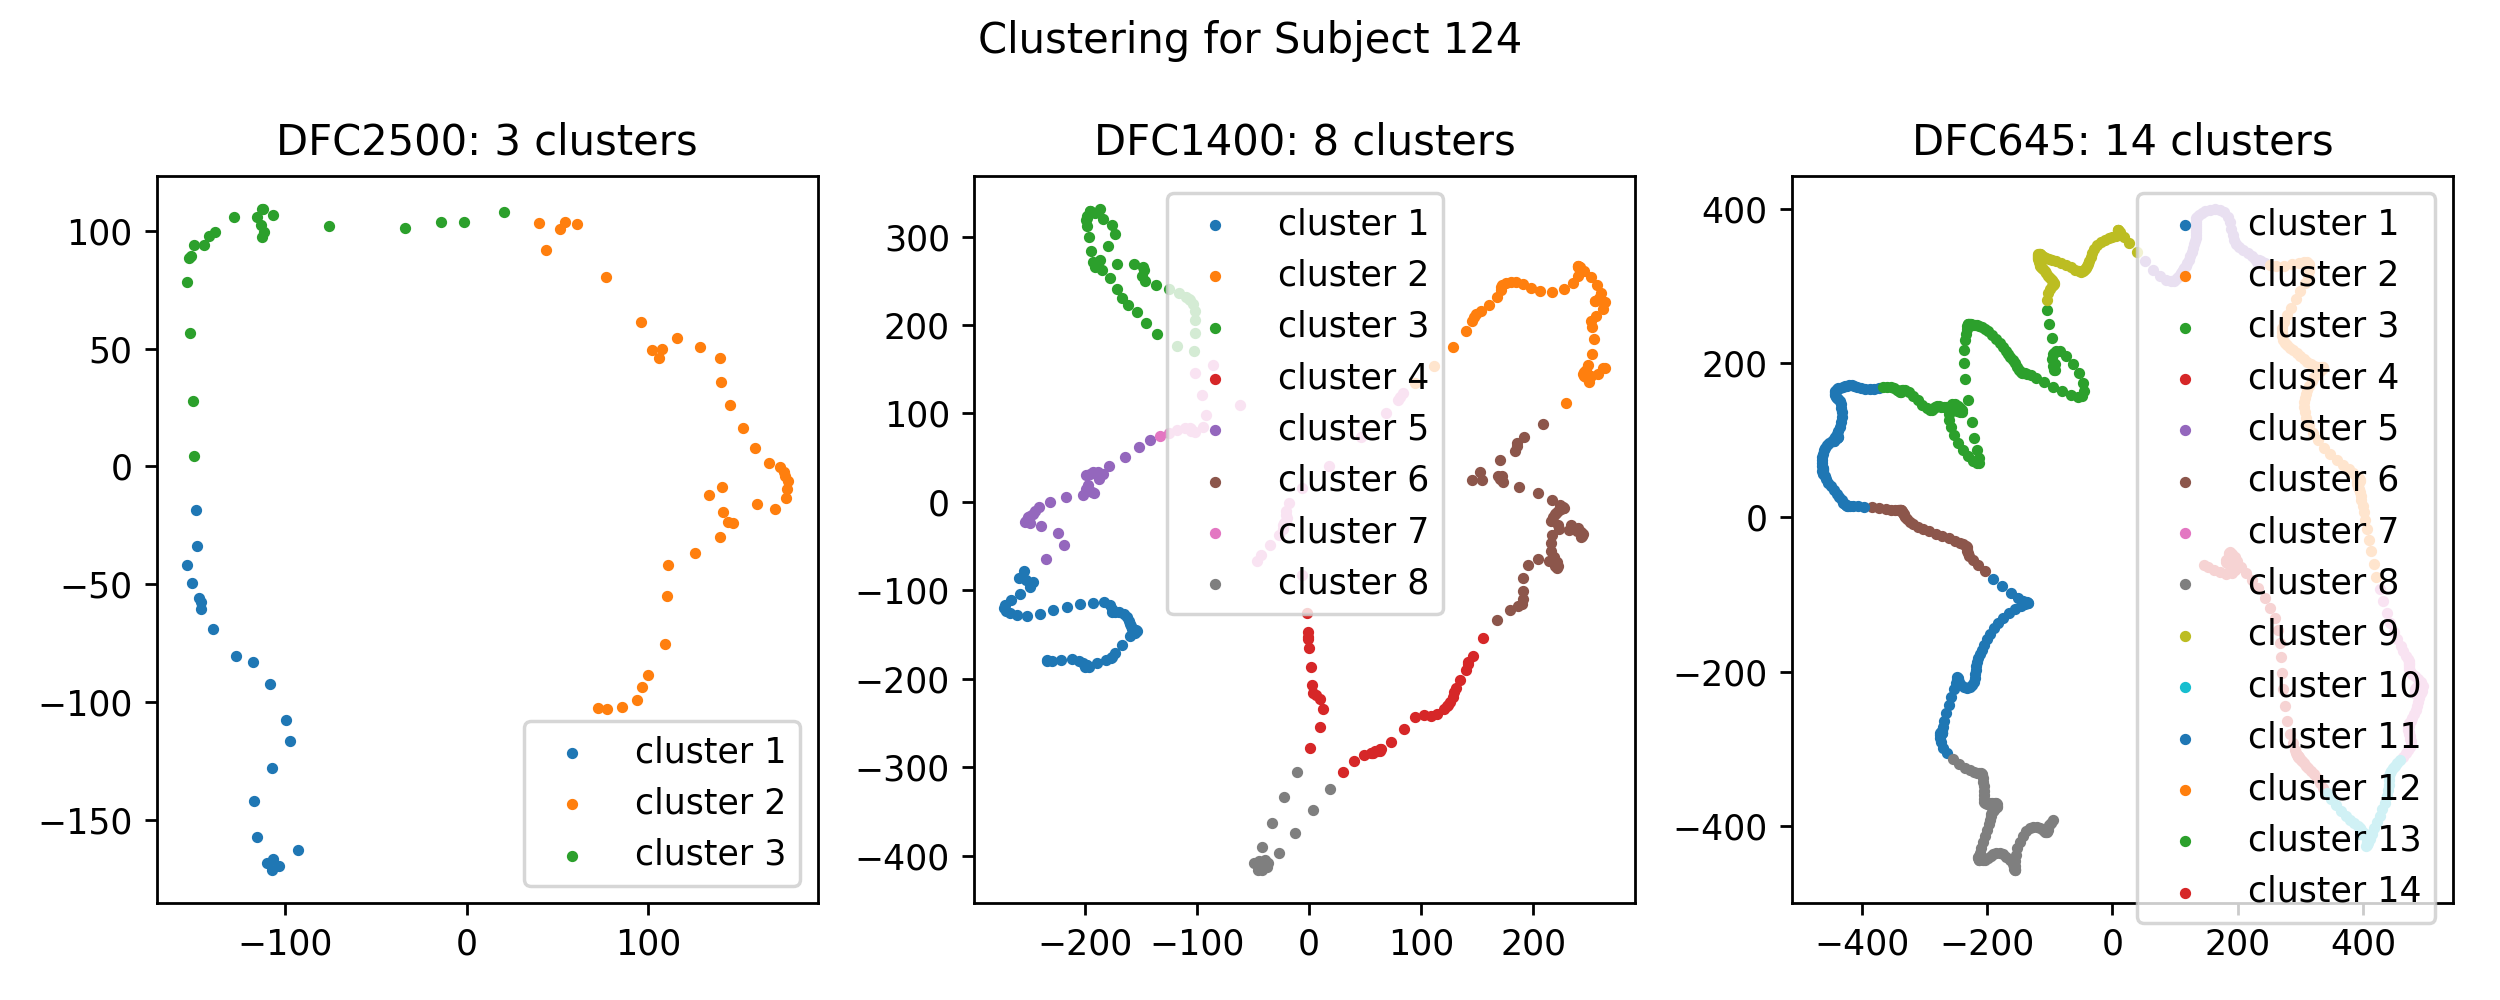 Clustering for Subject 124
DFC2500: 3 clusters
100
50
0
−50
−100
−150
−100 0 100
cluster 1
cluster 2
cluster 3
DFC1400: 8 clusters
300
200
100
0
−100
−200
−300
−400
−200 −100 0 100 200
cluster 1
cluster 2
cluster 3
cluster 4
cluster 5
cluster 6
cluster 7
cluster 8
DFC645: 14 clusters
400
200
0
−200
−400
−400 −200 0 200 400
cluster 1
cluster 2
cluster 3
cluster 4
cluster 5
cluster 6
cluster 7
cluster 8
cluster 9
cluster 10
cluster 11
cluster 12
cluster 13
cluster 14